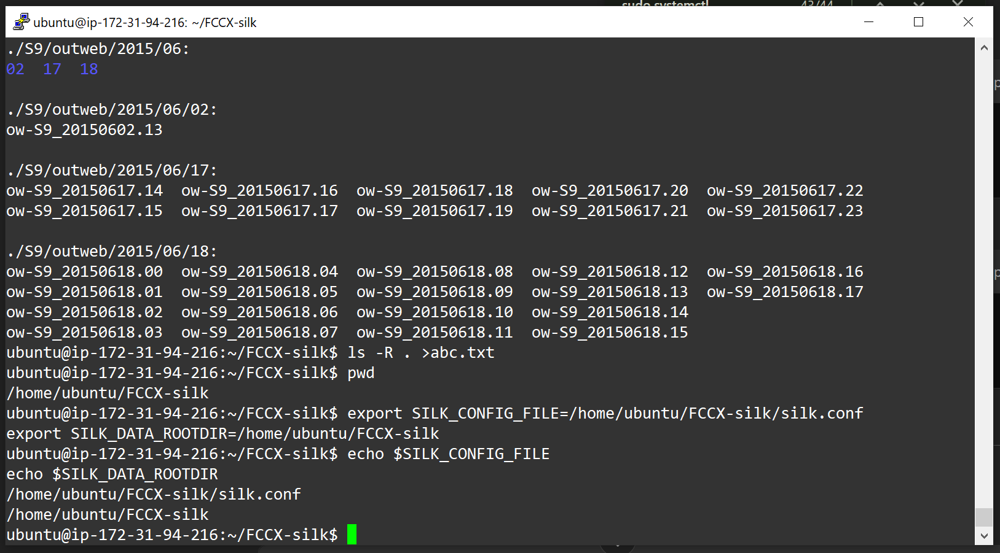 sudo systemctl 43/44
ubuntu@ip-172-31-94-216: ~/FCCX-silk
./S9/outweb/2015/06:
02  17  18
./S9/outweb/2015/06/02:
ow-S9_20150602.13
./S9/outweb/2015/06/17:
ow-S9_20150617.14  ow-S9_20150617.16  ow-S9_20150617.18  ow-S9_20150617.20  ow-S9_20150617.22
ow-S9_20150617.15  ow-S9_20150617.17  ow-S9_20150617.19  ow-S9_20150617.21  ow-S9_20150617.23
./S9/outweb/2015/06/18:
ow-S9_20150618.00  ow-S9_20150618.04  ow-S9_20150618.08  ow-S9_20150618.12  ow-S9_20150618.16
ow-S9_20150618.01  ow-S9_20150618.05  ow-S9_20150618.09  ow-S9_20150618.13  ow-S9_20150618.17
ow-S9_20150618.02  ow-S9_20150618.06  ow-S9_20150618.10  ow-S9_20150618.14
ow-S9_20150618.03  ow-S9_20150618.07  ow-S9_20150618.11  ow-S9_20150618.15
ubuntu@ip-172-31-94-216:~/FCCX-silk$ ls -R . >abc.txt
ubuntu@ip-172-31-94-216:~/FCCX-silk$ pwd
/home/ubuntu/FCCX-silk
ubuntu@ip-172-31-94-216:~/FCCX-silk$ export SILK_CONFIG_FILE=/home/ubuntu/FCCX-silk/silk.conf
export SILK_DATA_ROOTDIR=/home/ubuntu/FCCX-silk
ubuntu@ip-172-31-94-216:~/FCCX-silk$ echo $SILK_CONFIG_FILE
echo $SILK_DATA_ROOTDIR
/home/ubuntu/FCCX-silk/silk.conf
/home/ubuntu/FCCX-silk
ubuntu@ip-172-31-94-216:~/FCCX-silk$